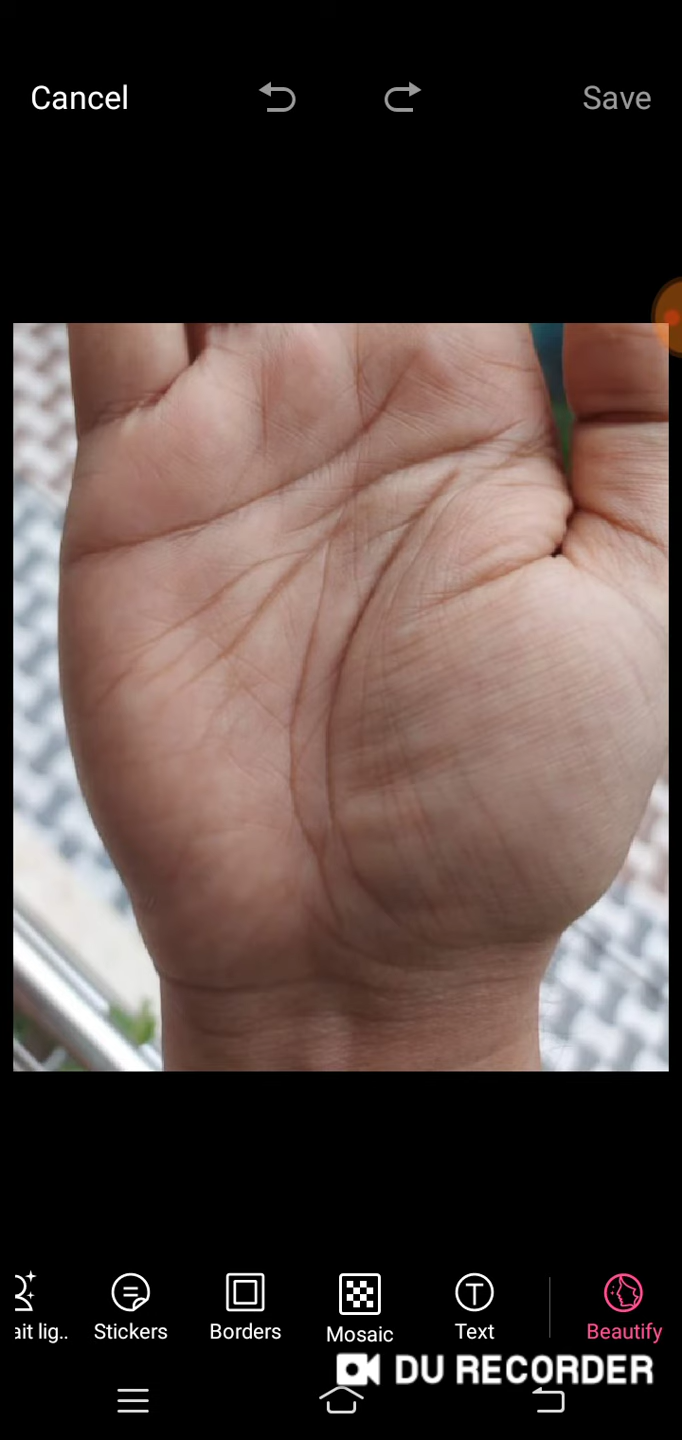 Cancel
Save
ait lig..
Stickers
Borders
Mosaic
Text
Beautify
DU RECORDER